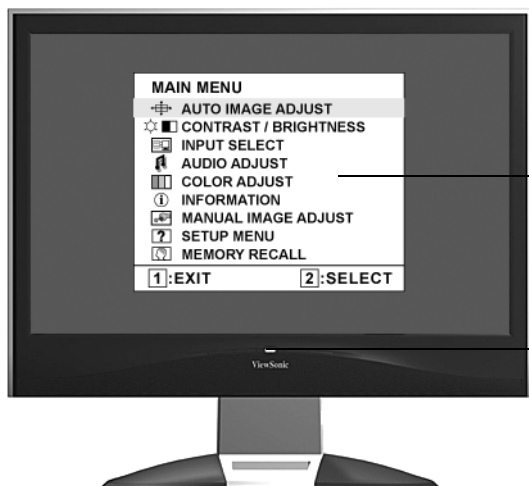 MAIN MENU
AUTO IMAGE ADJUST
CONTRAST / BRIGHTNESS
INPUT SELECT
AUDIO ADJUST
COLOR ADJUST
INFORMATION
MANUAL IMAGE ADJUST
? SETUP MENU
MEMORY RECALL
1:EXIT 2:SELECT
ViewSonic